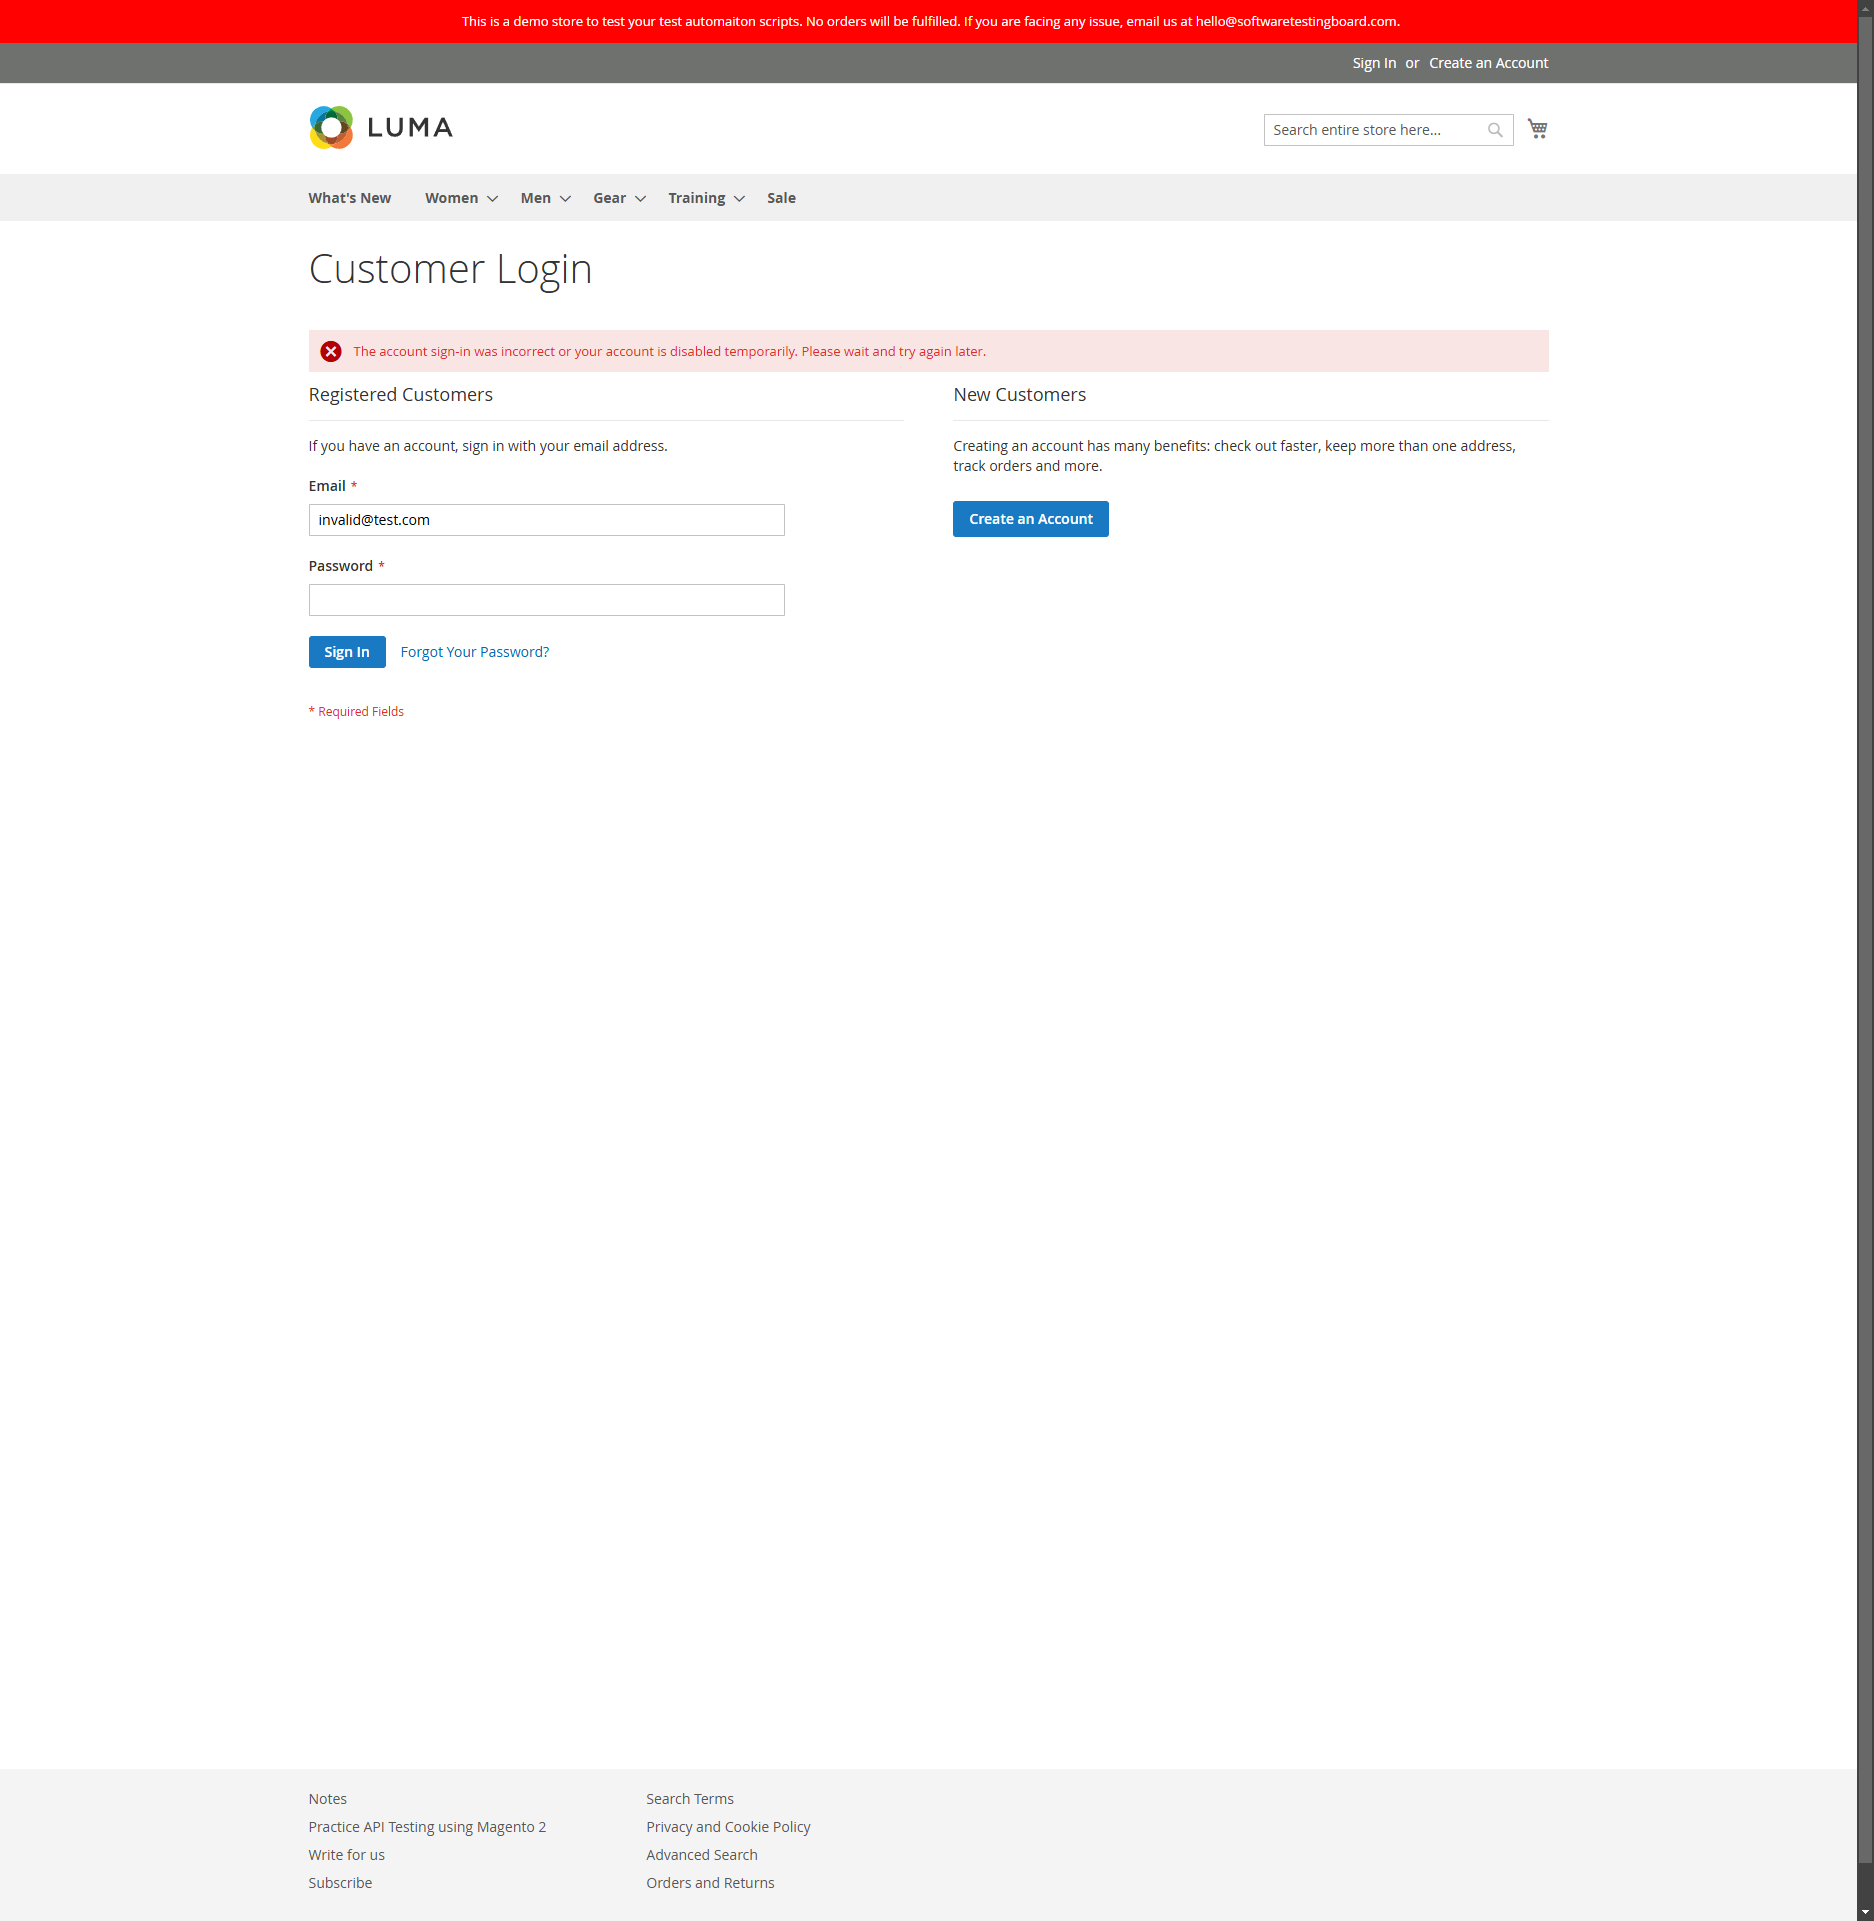 This is a demo store to test your test automaiton scripts. No orders will be fulfilled. If you are facing any issue, email us at hello@softwaretestingboard.com.
Sign In or Create an Account
LUMA
Search entire store here...
What's New Women Men Gear Training Sale
Customer Login
The account sign-in was incorrect or your account is disabled temporarily. Please wait and try again later.
Registered Customers
If you have an account, sign in with your email address.
Email *
invalid@test.com
Password *
Sign In Forgot Your Password?
* Required Fields
New Customers
Creating an account has many benefits: check out faster, keep more than one address,
track orders and more.
Create an Account
Notes
Practice API Testing using Magento 2
Write for us
Subscribe
Search Terms
Privacy and Cookie Policy
Advanced Search
Orders and Returns